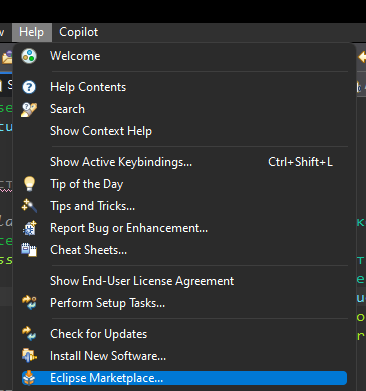 Help Copilot
Welcome
Help Contents
Search
Show Context Help
Show Active Keybindings... Ctrl+Shift+L
Tip of the Day
Tips and Tricks...
Report Bug or Enhancement...
Cheat Sheets...
Show End-User License Agreement
Perform Setup Tasks...
Check for Updates
Install New Software...
Eclipse Marketplace...